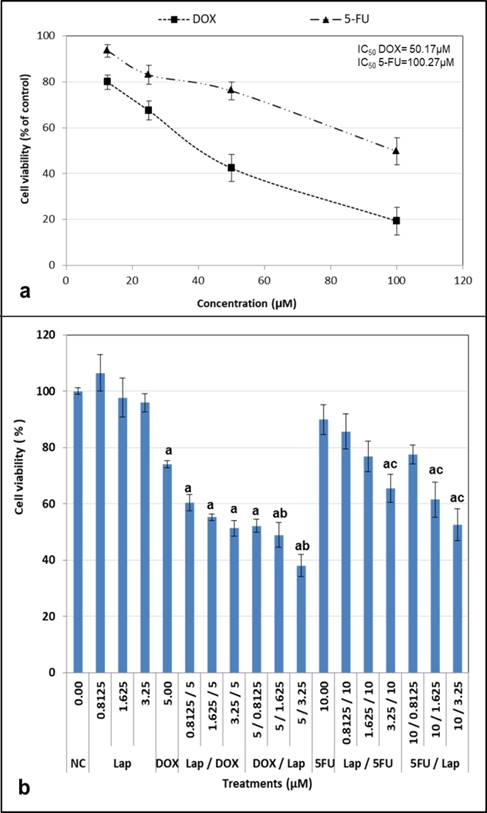 DOX 5-FU
IC50 DOX= 50.17µM
IC50 5-FU=100.27µM
Cell viability (% of control)
100
80
60
40
20
0
0 20 40 60 80 100 120
a
Concentration (µM)
120
100
80
60
40
20
0
Cell viability ( % )
a a a a a ab ab ac ac ac
0.00 0.8125 1.625 3.25 5.00 0.8125 / 5 1.625 / 5 3.25 / 5 5 / 0.8125 5 / 1.625 5 / 3.25 10.00 0.8125 / 10 1.625 / 10 3.25 / 10 10 / 0.8125 10 / 1.625 10 / 3.25
NC Lap DOX Lap / DOX DOX / Lap 5FU Lap / 5FU 5FU / Lap
b
Treatments (µM)